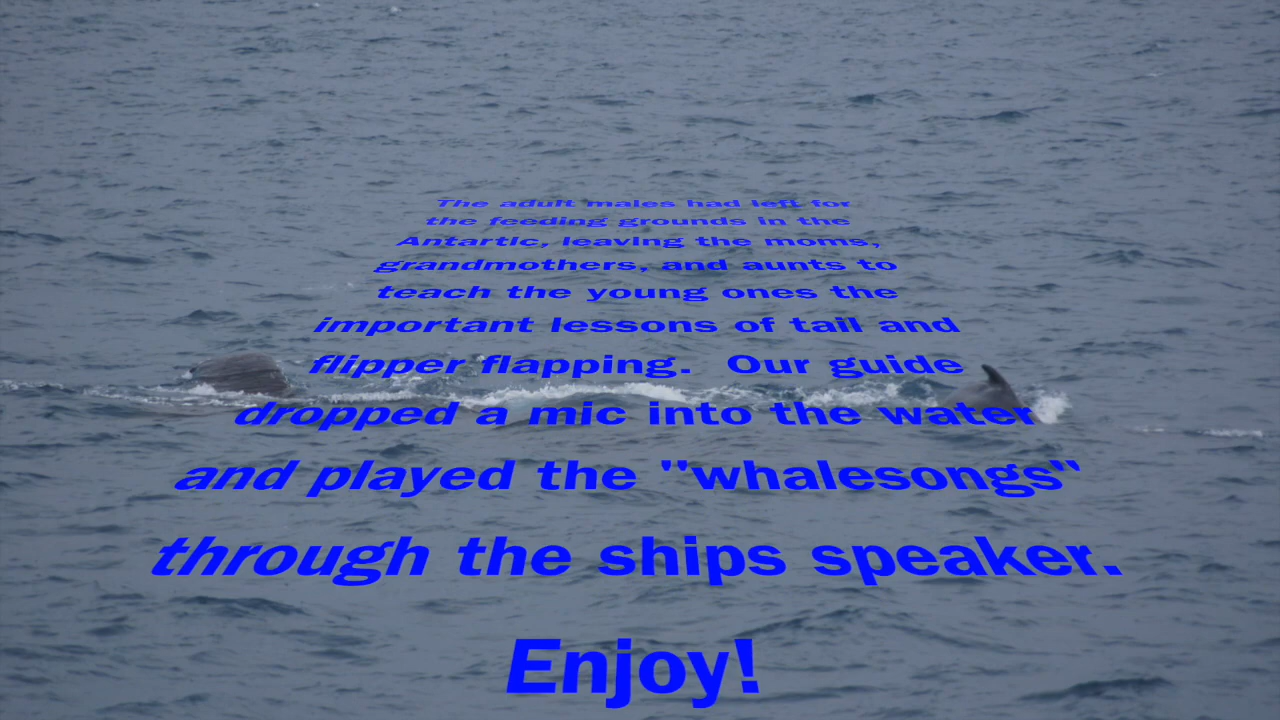 The adult males had left for
the feeding grounds in the
Antartic, leaving the moms,
grandmothers, and aunts to
teach the young ones the
important lessons of tail and
flipper flapping.  Our guide
dropped a mic into the water
and played the "whalesongs"
through the ships speaker.
Enjoy!